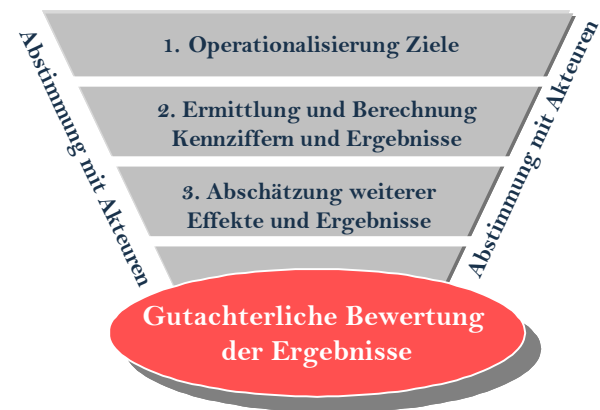 1. Operationalisierung Ziele
2. Ermittlung und Berechnung
Kennziffern und Ergebnisse
3. Abschätzung weiterer
Effekte und Ergebnisse
Abstimmung mit Akteuren
Abstimmung mit Akteuren
Gutachterliche Bewertung
der Ergebnisse